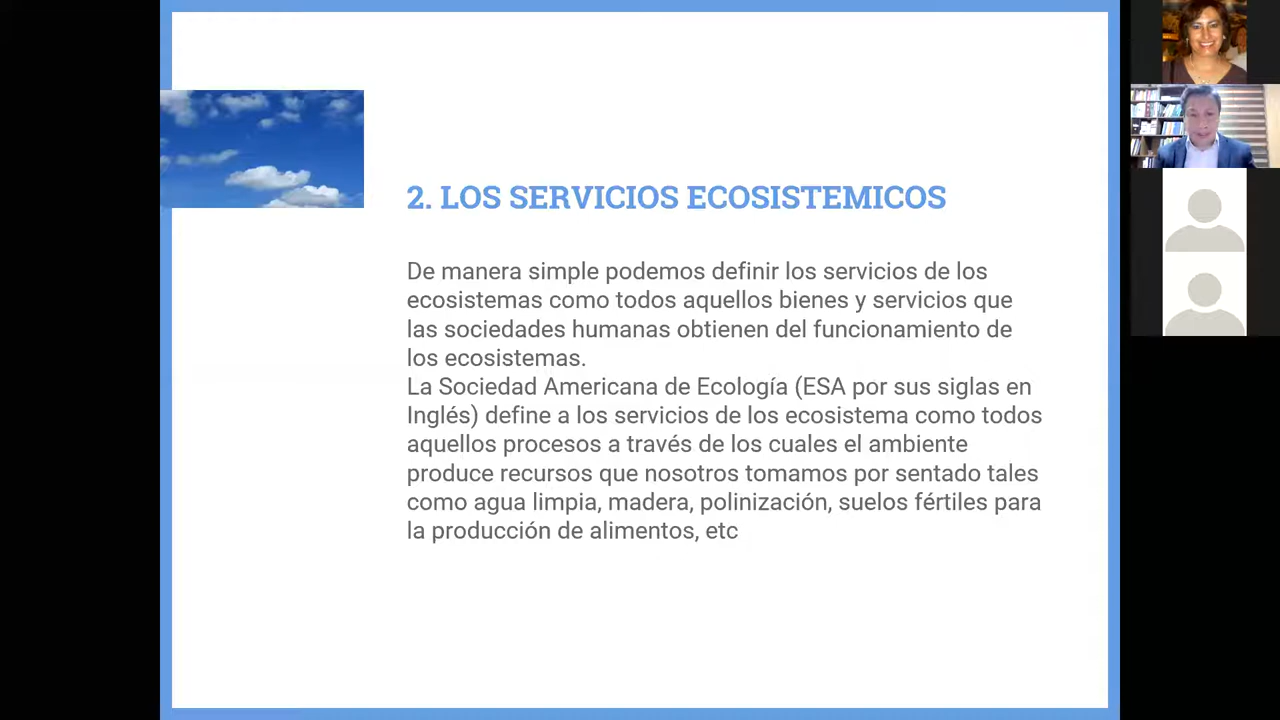 2. LOS SERVICIOS ECOSISTEMICOS
De manera simple podemos definir los servicios de los
ecosistemas como todos aquellos bienes y servicios que
las sociedades humanas obtienen del funcionamiento de
los ecosistemas.
La Sociedad Americana de Ecología (ESA por sus siglas en
Inglés) define a los servicios de los ecosistema como todos
aquellos procesos a través de los cuales el ambiente
produce recursos que nosotros tomamos por sentado tales
como agua limpia, madera, polinización, suelos fértiles para
la producción de alimentos, etc